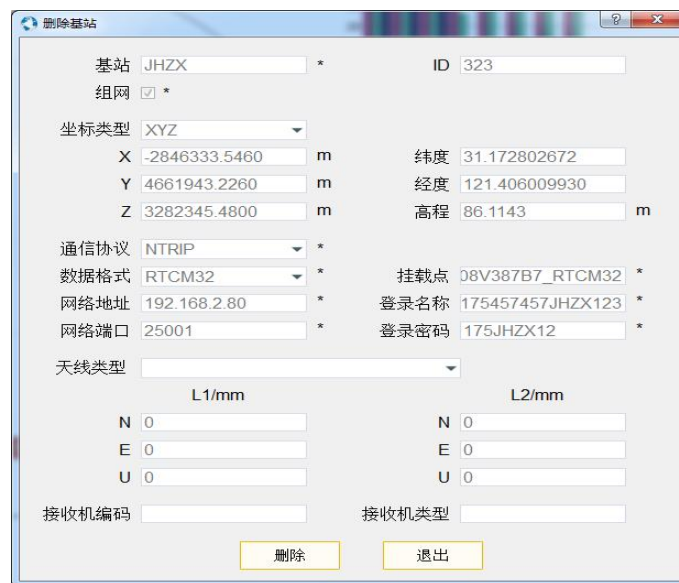 删除基站
基站 JHZX * ID 323
组网 *
坐标类型 XYZ
X -2846333.5460 m 纬度 31.172802672
Y 4661943.2260 m 经度 121.406009930
Z 3282345.4800 m 高程 86.1143 m
通信协议 NTRIP *
数据格式 RTCM32 * 挂载点 08V387B7_RTCM32 *
网络地址 192.168.2.80 * 登录名称 175457457JHZX123 *
网络端口 25001 * 登录密码 175JHZX12 *
天线类型
L1/mm L2/mm
N 0 N 0
E 0 E 0
U 0 U 0
接收机编码 接收机类型
删除 退出